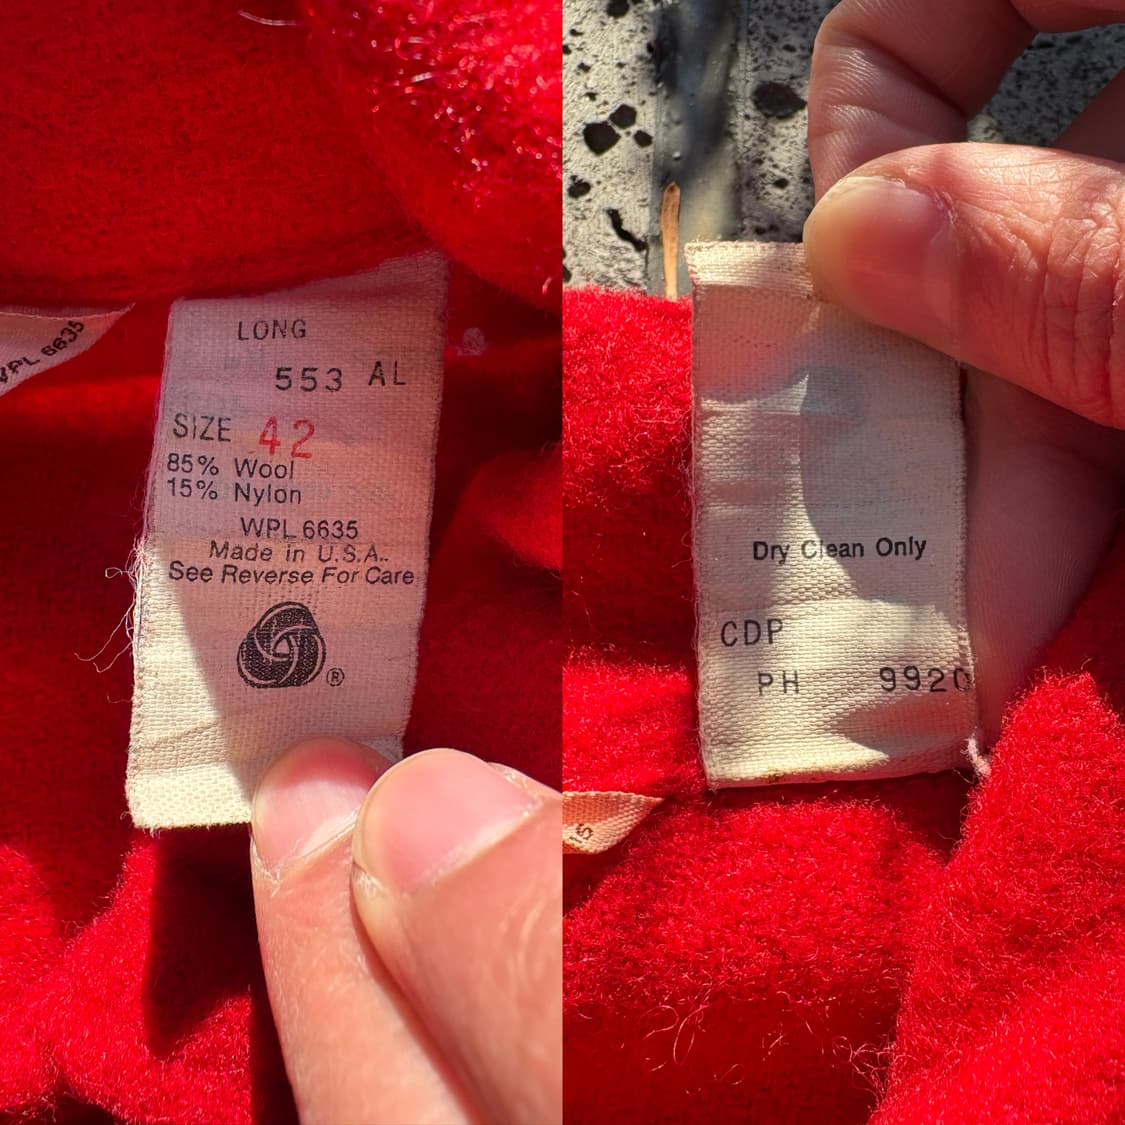 WPL 6635
LONG
553 AL
SIZE 42
85% Wool
15% Nylon
WPL 6635
Made in U.S.A..
See Reverse For Care
®
Dry Clean Only
CDP
PH 9920